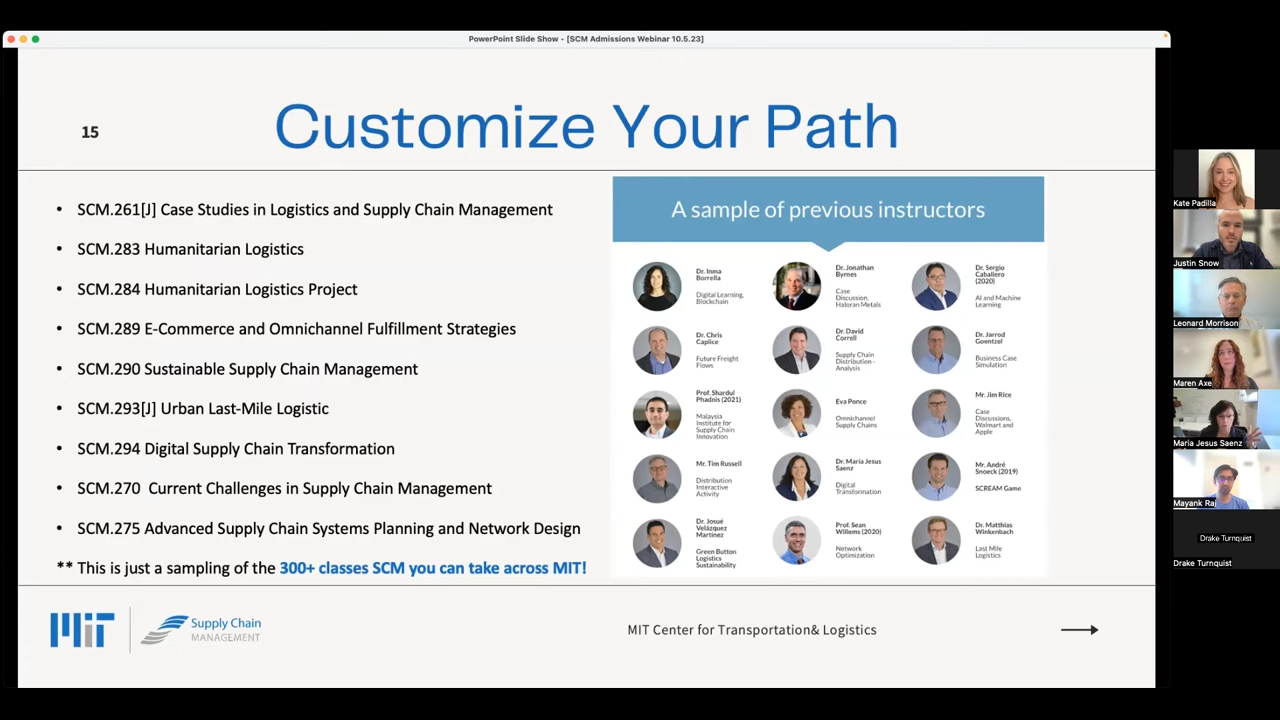 PowerPoint Slide Show - [SCM Admissions Webinar 10.5.23]
15
Customize Your Path
• SCM.261[J] Case Studies in Logistics and Supply Chain Management
• SCM.283 Humanitarian Logistics
• SCM.284 Humanitarian Logistics Project
• SCM.289 E-Commerce and Omnichannel Fulfillment Strategies
• SCM.290 Sustainable Supply Chain Management
• SCM.293[J] Urban Last-Mile Logistic
• SCM.294 Digital Supply Chain Transformation
• SCM.270 Current Challenges in Supply Chain Management
• SCM.275 Advanced Supply Chain Systems Planning and Network Design
** This is just a sampling of the 300+ classes SCM you can take across MIT!
A sample of previous instructors
Dr. Inma
Borrella
Digital Learning,
Blockchain
Dr. Jonathan
Byrnes
Case
Discussion,
Haloran Metals
Dr. Sergio
Caballero
(2020)
AI and Machine
Learning
Dr. Chris
Caplice
Future Freight
Flows
Dr. David
Correll
Supply Chain
Distribution -
Analysis
Dr. Jarrod
Goentzel
Business Case
Simulation
Prof. Shardul
Phadnis (2021)
Malaysia
Institute for
Supply Chain
Innovation
Eva Ponce
Omnichannel
Supply Chains
Mr. Jim Rice
Case
Discussions,
Walmart and
Apple
Mr. Tim Russell
Distribution
Interactive
Activity
Dr. Maria Jesus
Saenz
Digital
Transformation
Mr. André
Snoeck (2019)
SCREAM Game
Dr. Josué
Velázquez
Martínez
Green Button
Logistics
Sustainability
Prof. Sean
Willems (2020)
Network
Optimization
Dr. Matthias
Winkenbach
Last Mile
Logistics
MIT
Supply Chain
MANAGEMENT
MIT Center for Transportation& Logistics
Kate Padilla
Justin Snow
Leonard Morrison
Maren Axe
Maria Jesus Saenz
Mayank Raj
Drake Turnquist
Drake Turnquist